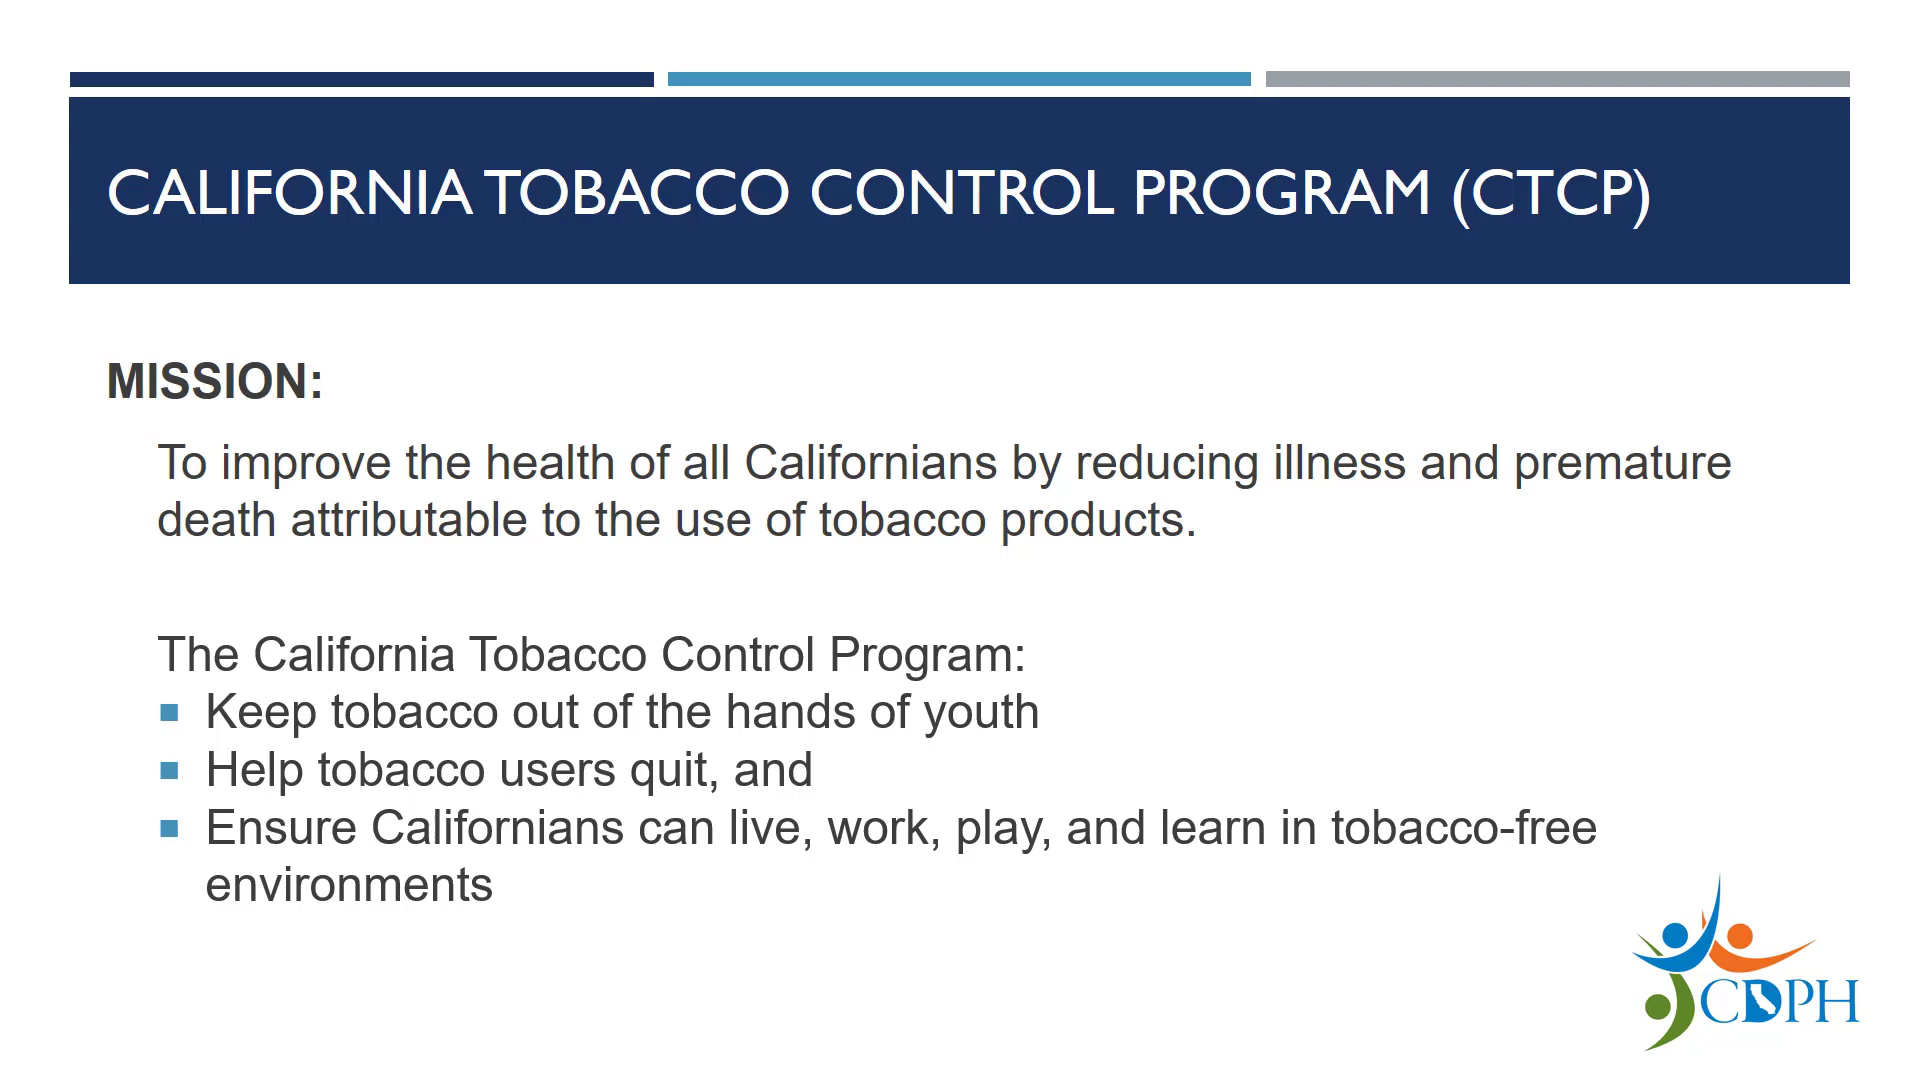 CALIFORNIA TOBACCO CONTROL PROGRAM (CTCP)
MISSION:
To improve the health of all Californians by reducing illness and premature
death attributable to the use of tobacco products.
The California Tobacco Control Program:
Keep tobacco out of the hands of youth
Help tobacco users quit, and
Ensure Californians can live, work, play, and learn in tobacco-free
environments
CDPH